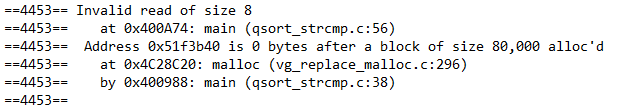 ==4453== Invalid read of size 8
==4453==    at 0x400A74: main (qsort_strcmp.c:56)
==4453==  Address 0x51f3b40 is 0 bytes after a block of size 80,000 alloc'd
==4453==    at 0x4C28C20: malloc (vg_replace_malloc.c:296)
==4453==    by 0x400988: main (qsort_strcmp.c:38)
==4453==